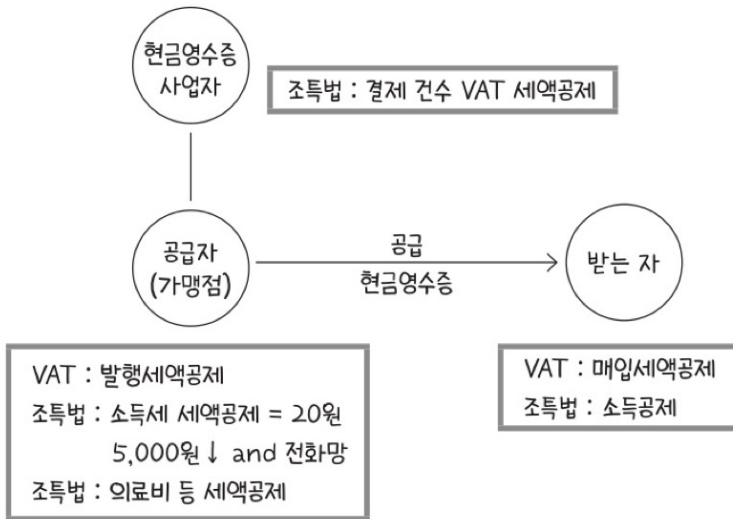 현금영수증
사업자
조특법 : 결제 건수 VAT 세액공제
공급자
(가맹점)
공급
현금영수증
받는 자
VAT : 발행세액공제
조특법 : 소득세 세액공제 = 20원
5,000원↓ and 전화망
조특법 : 의료비 등 세액공제
VAT : 매입세액공제
조특법 : 소득공제